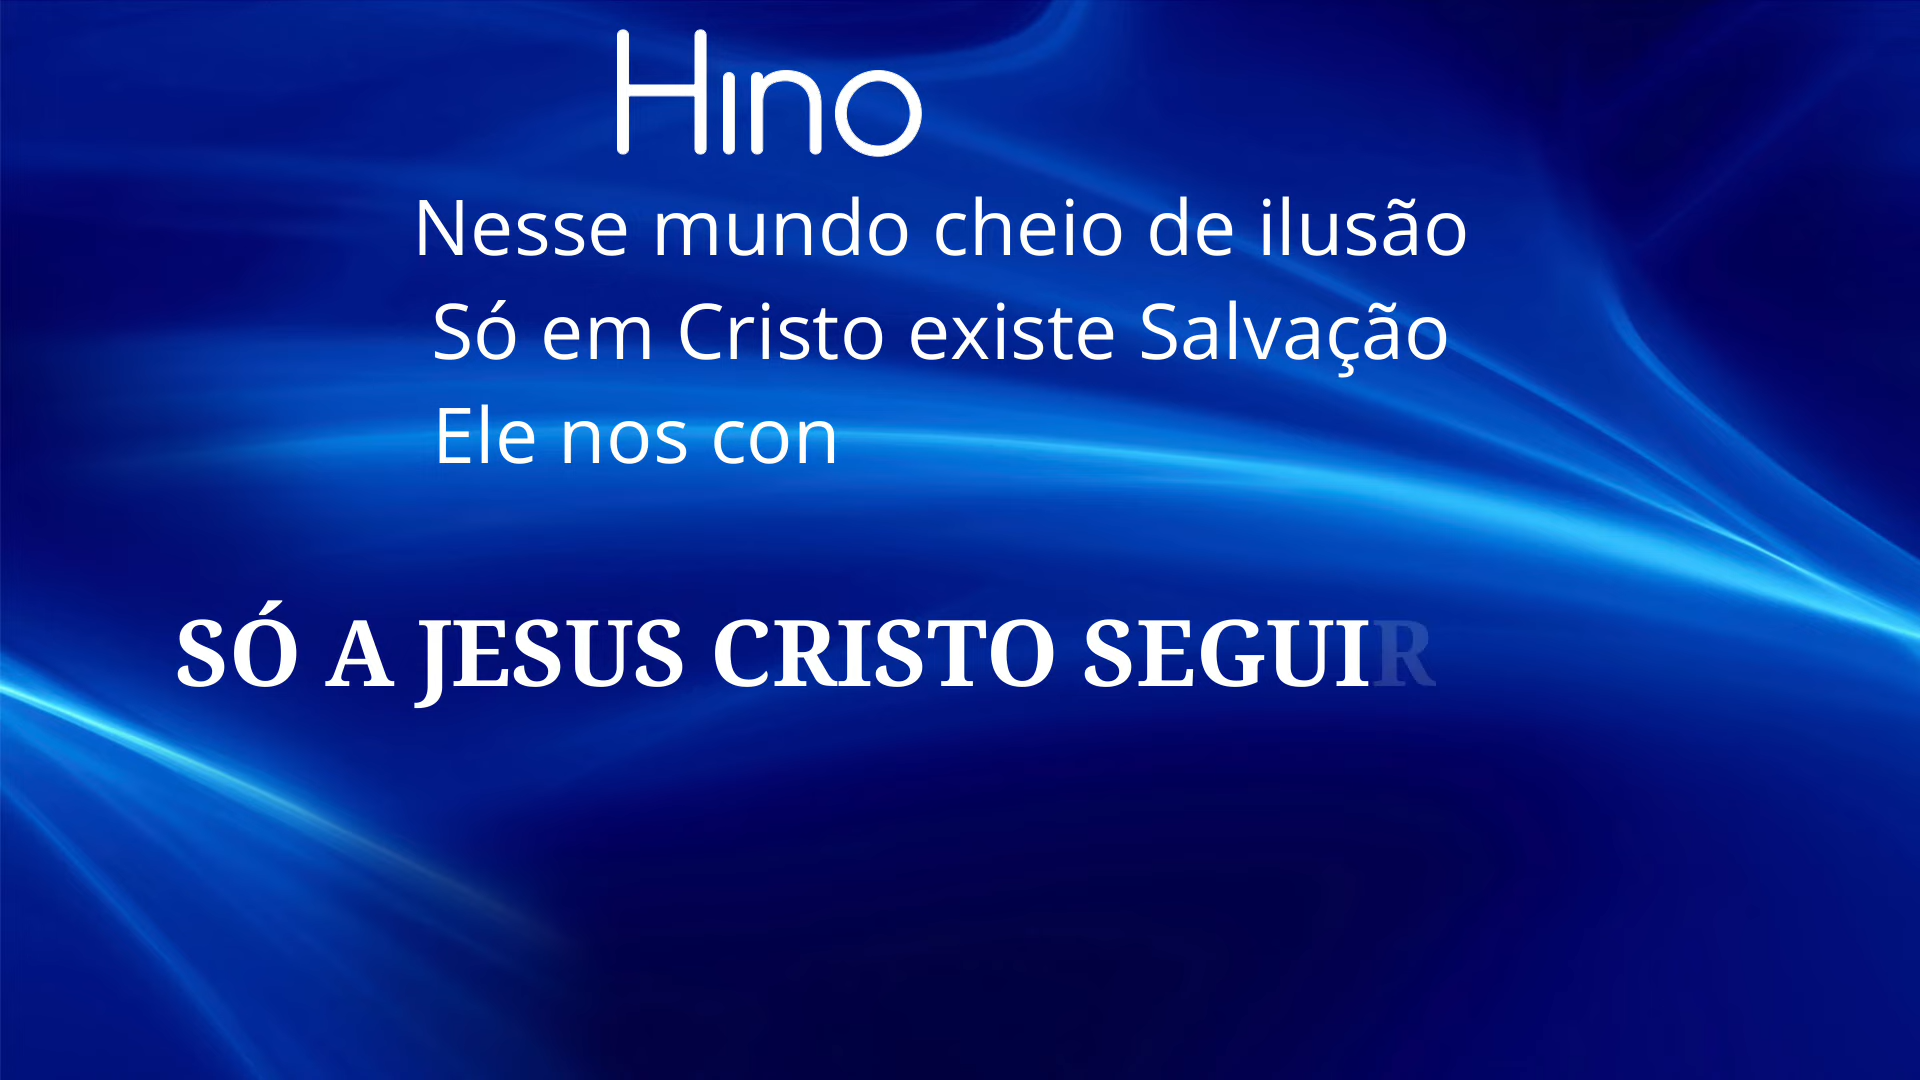 Hino
Nesse mundo cheio de ilusão
Só em Cristo existe Salvação
Ele nos con
SÓ A JESUS CRISTO SEGUIR